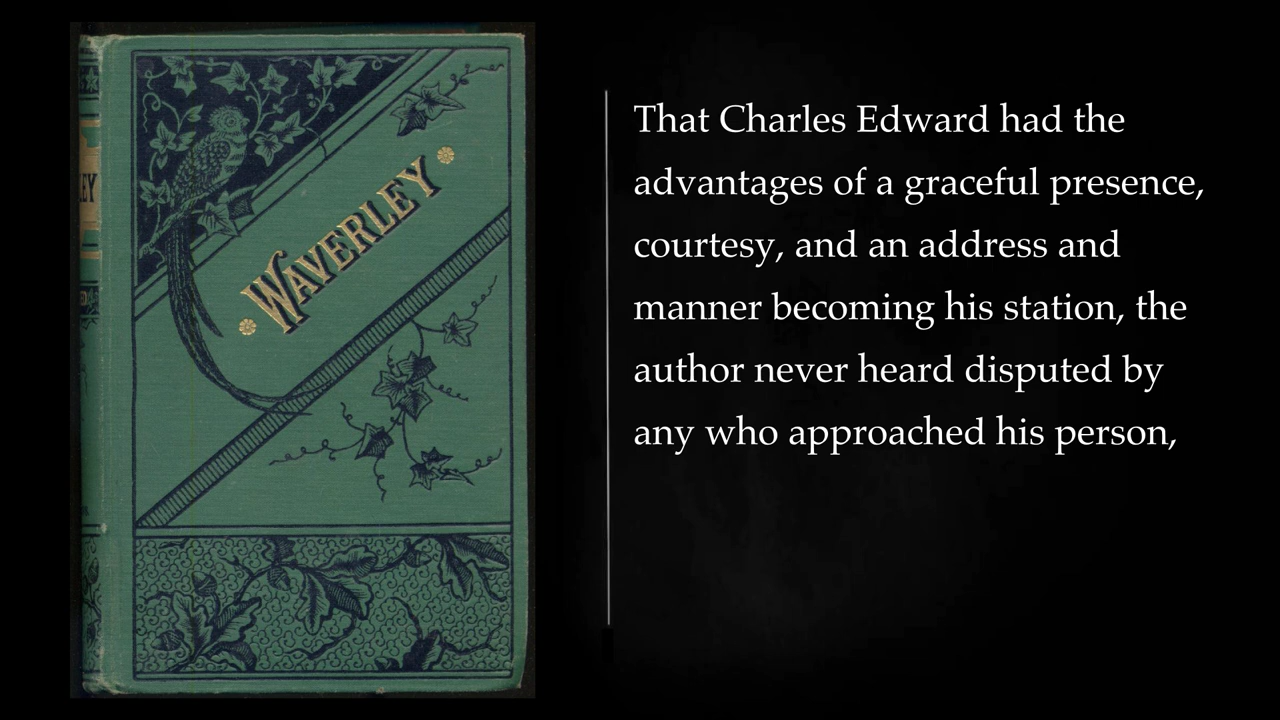 WAVERLEY
EY
That Charles Edward had the
advantages of a graceful presence,
courtesy, and an address and
manner becoming his station, the
author never heard disputed by
any who approached his person,